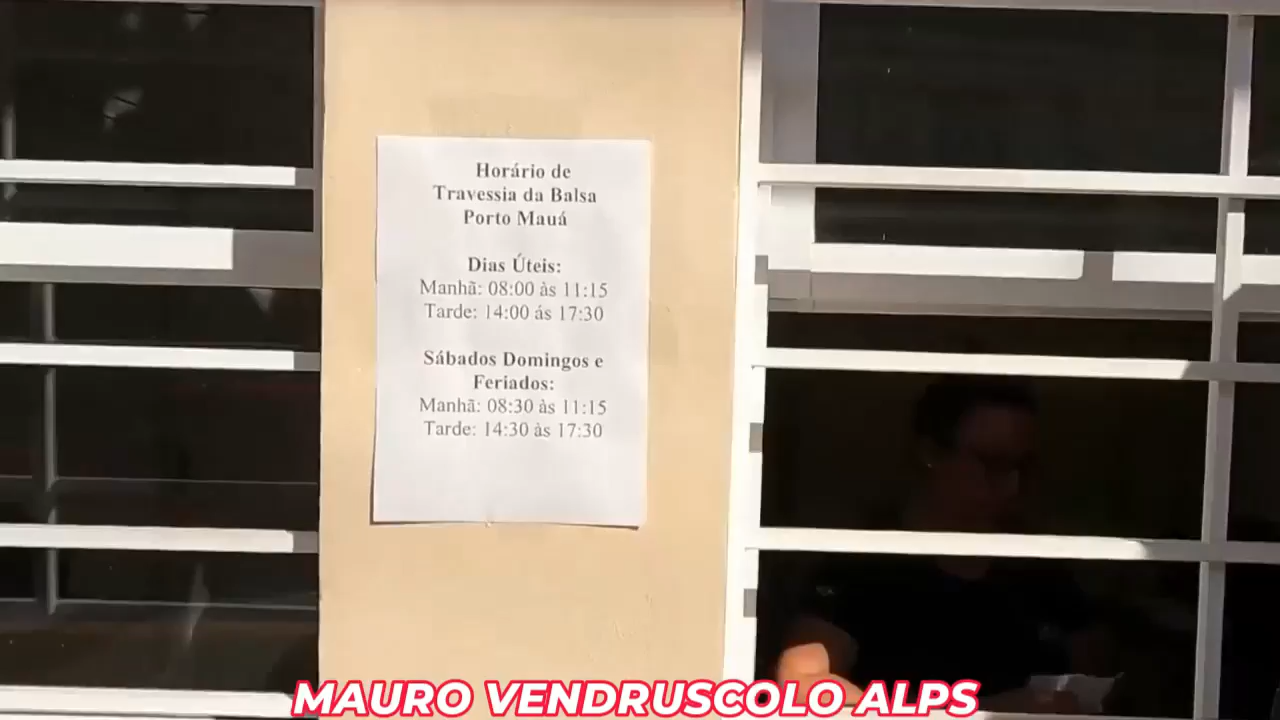 Horário de
Travessia da Balsa
Porto Mauá
Dias Úteis:
Manhã: 08:00 às 11:15
Tarde: 14:00 ás 17:30
Sábados Domingos e
Feriados:
Manhã: 08:30 às 11:15
Tarde: 14:30 às 17:30
MAURO VENDRUSCOLO ALPS